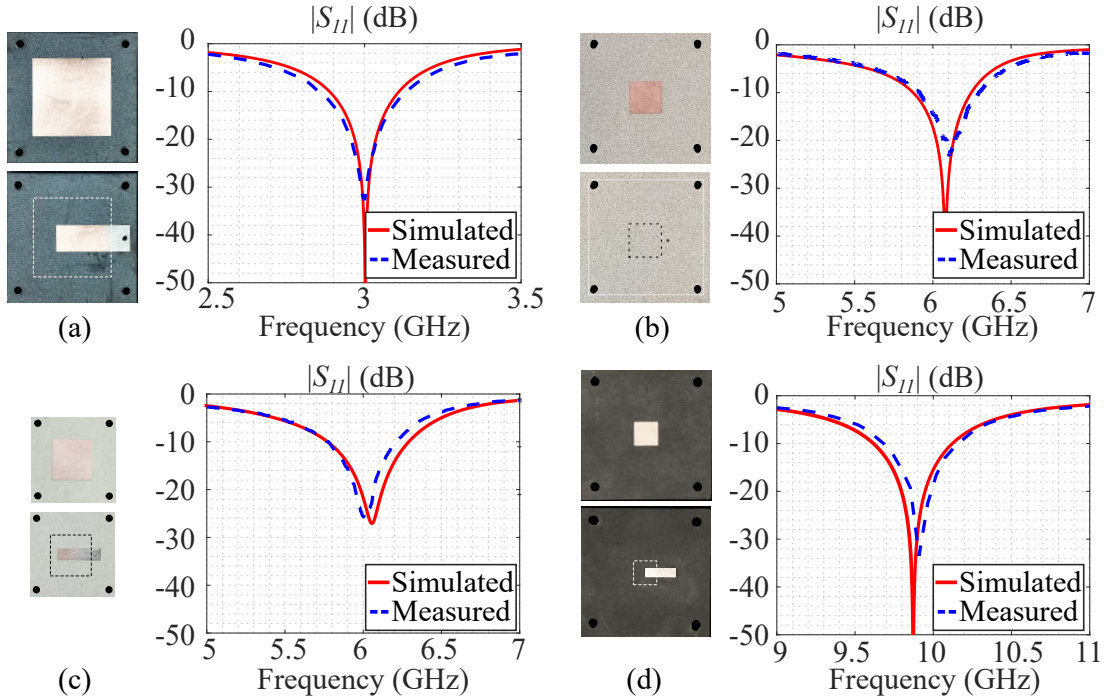 |S₁₁| (dB)
0
-10
-20
-30
-40
-50
Simulated
Measured
2.5
3
3.5
Frequency (GHz)
(a)
|S₁₁| (dB)
0
-10
-20
-30
-40
-50
Simulated
Measured
5
5.5
6
6.5
7
Frequency (GHz)
(b)
|S₁₁| (dB)
0
-10
-20
-30
-40
-50
Simulated
Measured
5
5.5
6
6.5
7
Frequency (GHz)
(c)
|S₁₁| (dB)
0
-10
-20
-30
-40
-50
Simulated
Measured
9
9.5
10
10.5
11
Frequency (GHz)
(d)